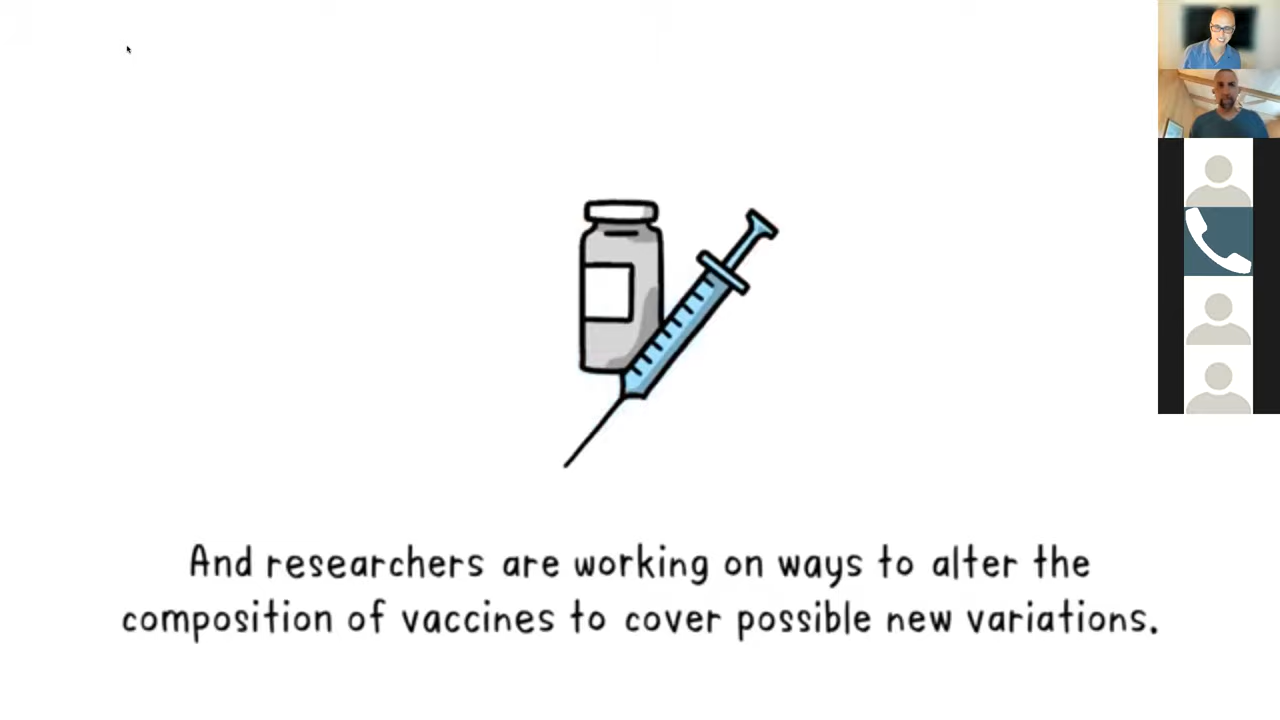 And researchers are working on ways to alter the
composition of vaccines to cover possible new variations.